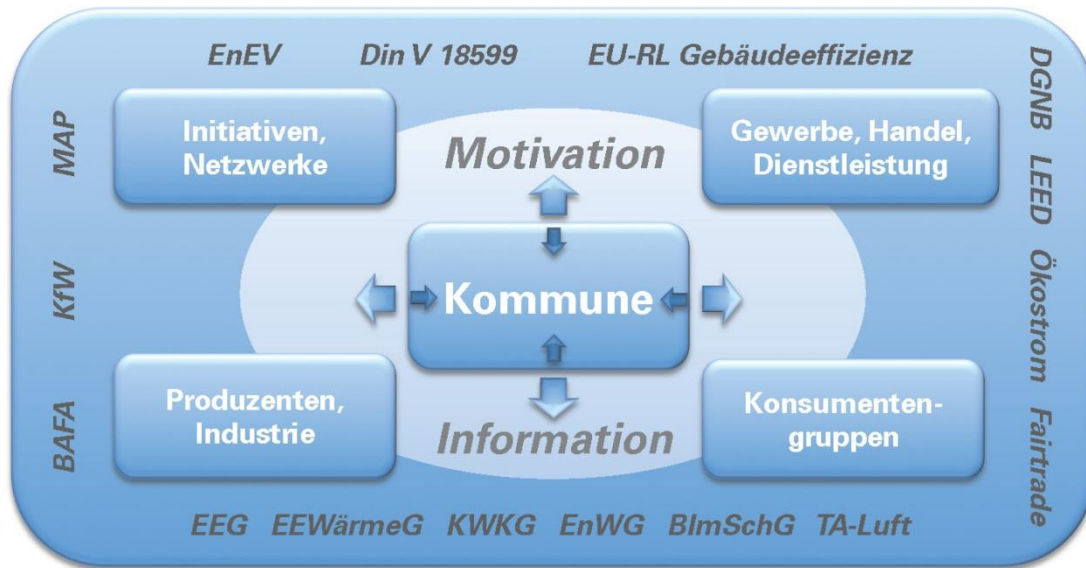 EnEV Din V 18599 EU-RL Gebäudeeffizienz
MAP
KfW
BAFA
Initiativen,
Netzwerke
Motivation
Gewerbe, Handel,
Dienstleistung
Kommune
Produzenten,
Industrie
Information
Konsumenten-
gruppen
DGNB
LEED
Ökostrom
Fairtrade
EEG EEWärmeG KWKG EnWG BImSchG TA-Luft